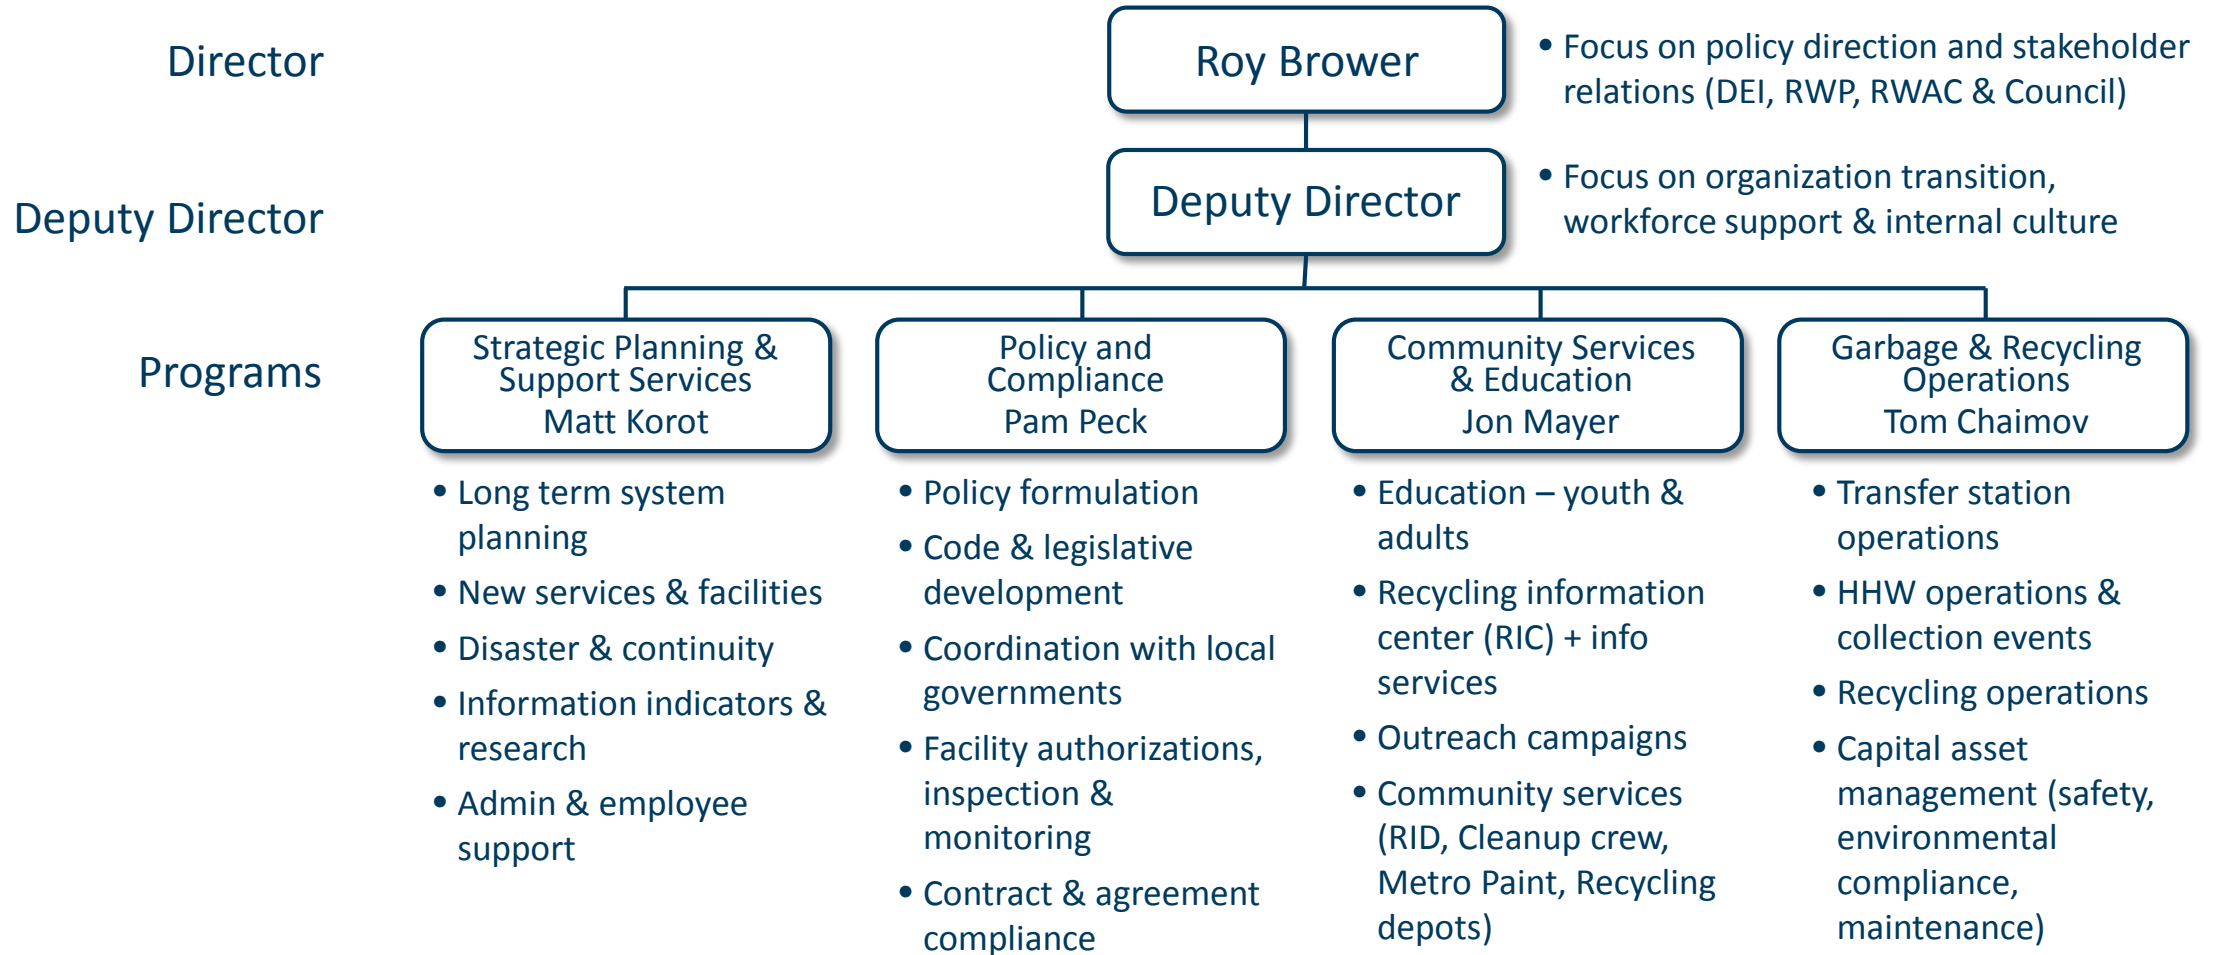 Director
Roy Brower
• Focus on policy direction and stakeholder
relations (DEI, RWP, RWAC & Council)
Deputy Director
Deputy Director
• Focus on organization transition,
workforce support & internal culture
Programs
Strategic Planning &
Support Services
Matt Korot
• Long term system
planning
• New services & facilities
• Disaster & continuity
• Information indicators &
research
• Admin & employee
support
Policy and
Compliance
Pam Peck
• Policy formulation
• Code & legislative
development
• Coordination with local
governments
• Facility authorizations,
inspection &
monitoring
• Contract & agreement
compliance
Community Services
& Education
Jon Mayer
• Education – youth &
adults
• Recycling information
center (RIC) + info
services
• Outreach campaigns
• Community services
(RID, Cleanup crew,
Metro Paint, Recycling
depots)
Garbage & Recycling
Operations
Tom Chaimov
• Transfer station
operations
• HHW operations &
collection events
• Recycling operations
• Capital asset
management (safety,
environmental
compliance,
maintenance)